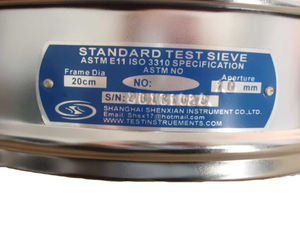 STANDARD TEST SIEVE
ASTM E11 ISO 3310 SPECIFICATION
ASTM NO
Frame Dia Aperture
20cm NO: mm
S/N:
SHANGHAI SHENXIAN INSTRUMENT CO.,LTD.
Email: Shsx17@hotmail.com
WWW.TESTINSTRUEMENTS.COM